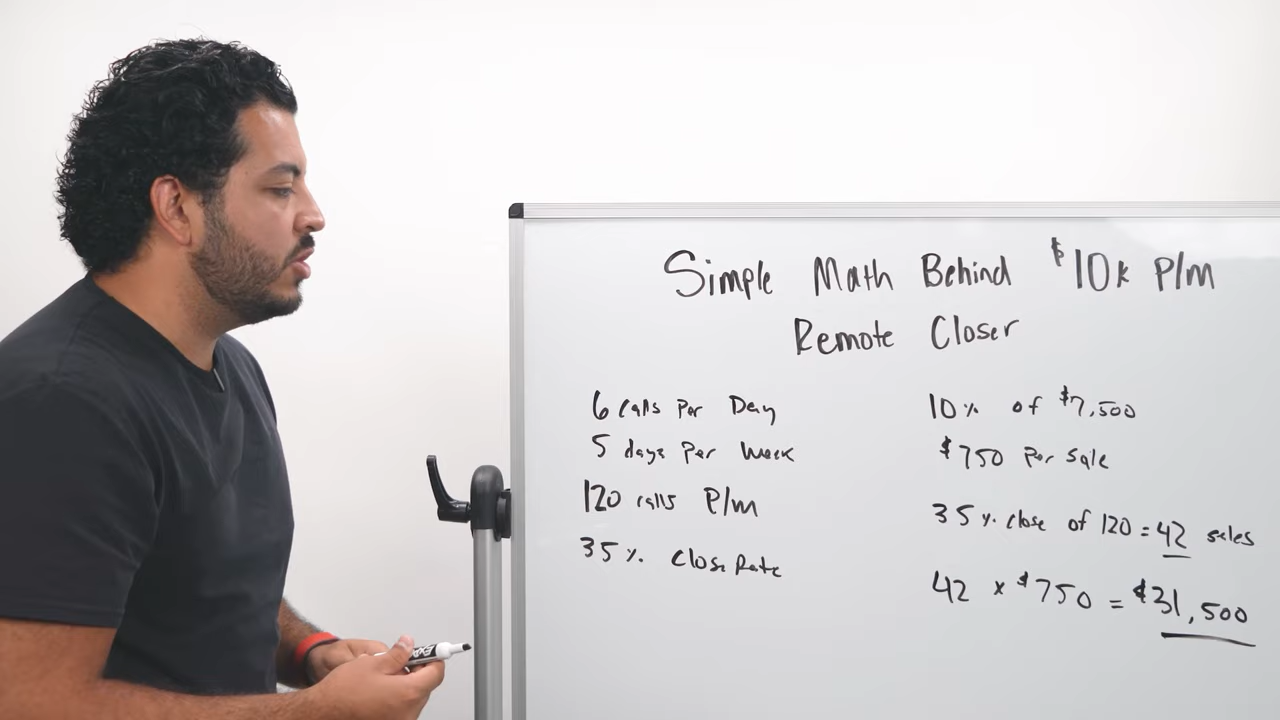 Simple Math Behind $10k P/m
Remote Closer
6 Calls Per Day
5 days Per Week
120 calls P/m
35% Close Rate
10% of $7,500
$750 Per Sale
35% close of 120 = 42 sales
42 x $750 = $31,500
EXPO